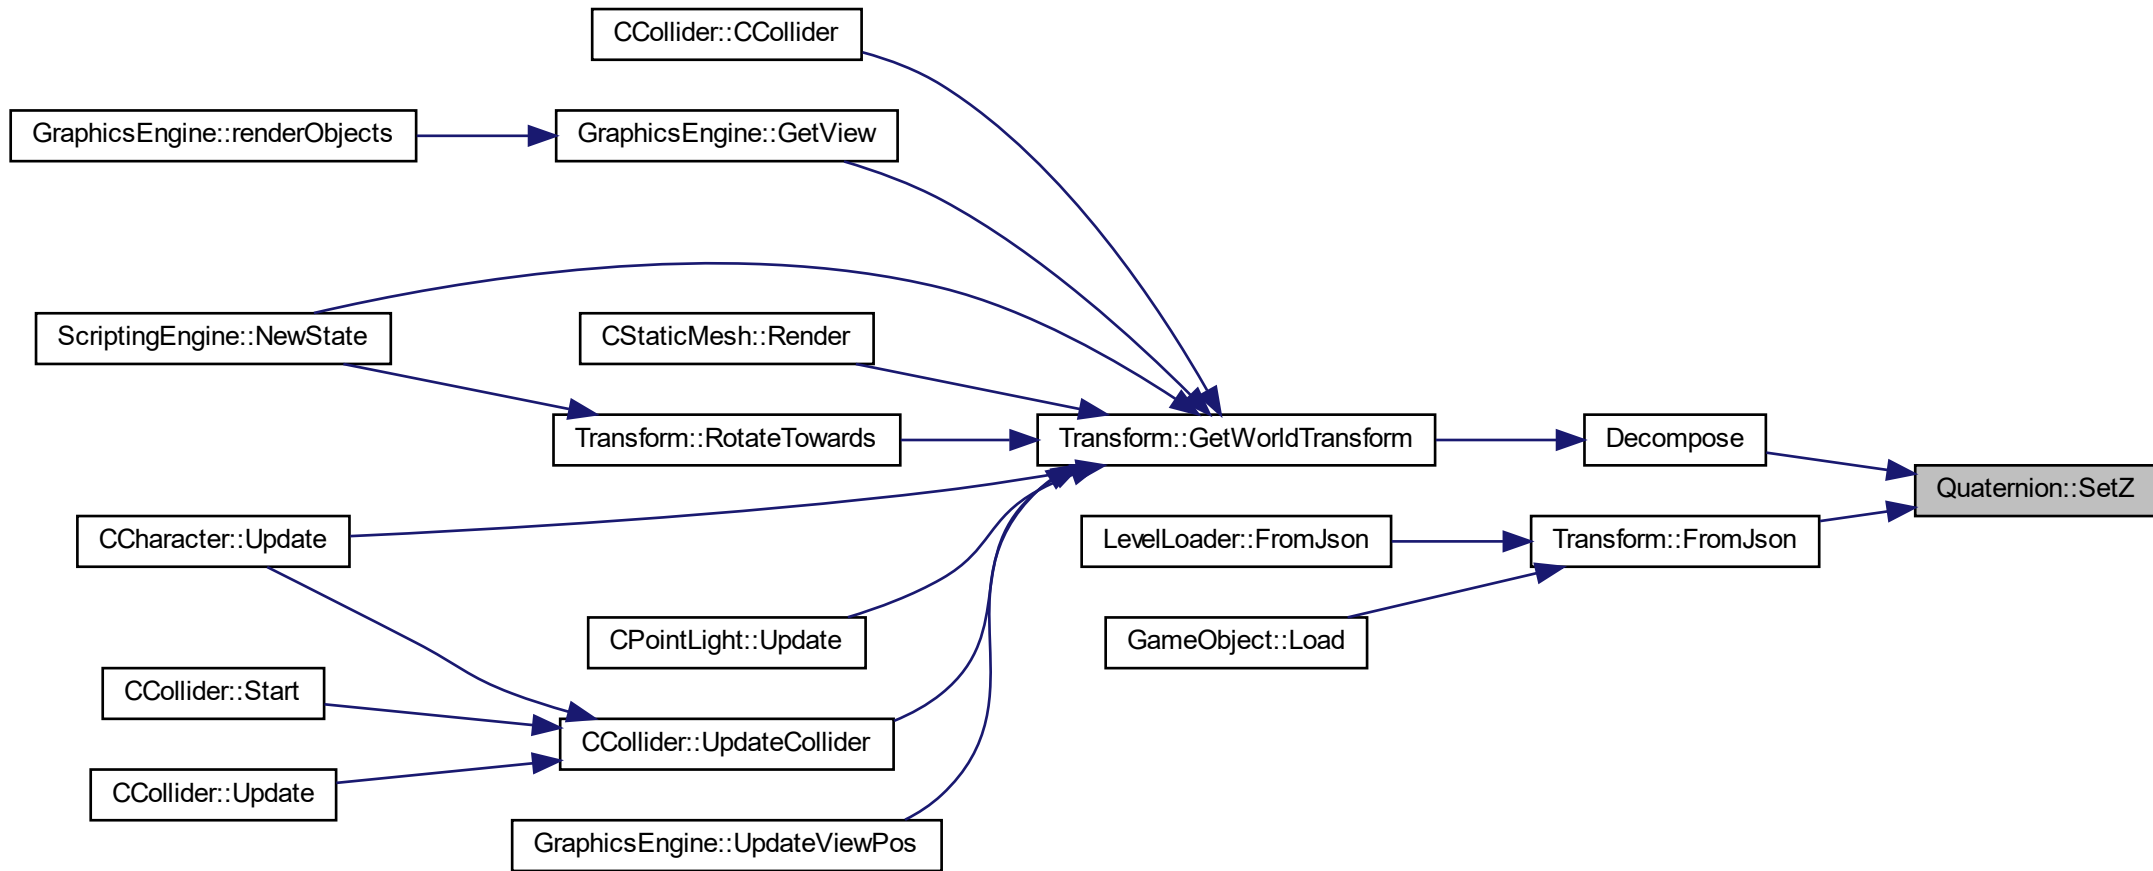 CCollider::CCollider
GraphicsEngine::renderObjects
GraphicsEngine::GetView
ScriptingEngine::NewState
CStaticMesh::Render
Transform::RotateTowards
Transform::GetWorldTransform
Decompose
Quaternion::SetZ
CCharacter::Update
LevelLoader::FromJson
Transform::FromJson
CPointLight::Update
GameObject::Load
CCollider::Start
CCollider::UpdateCollider
CCollider::Update
GraphicsEngine::UpdateViewPos